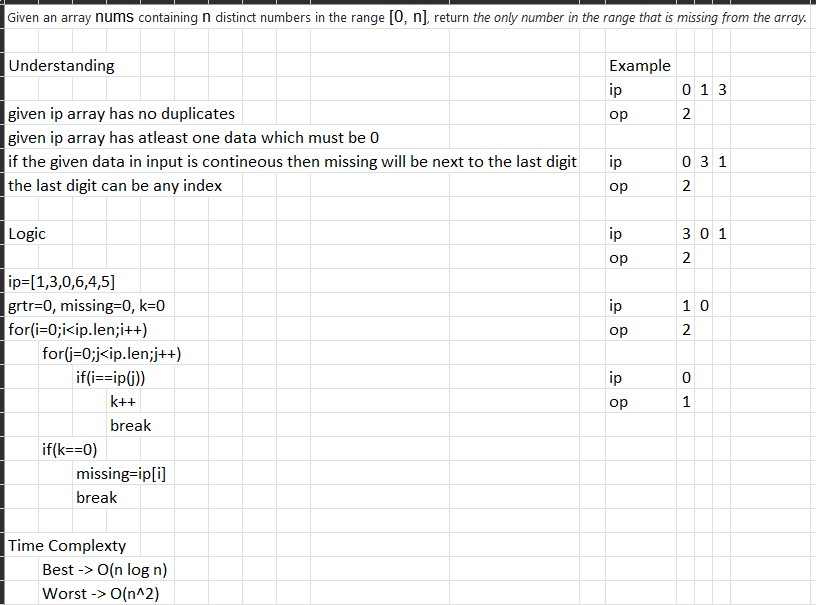 Given an array nums containing n distinct numbers in the range [0, n], return the only number in the range that is missing from the array.
Understanding
given ip array has no duplicates
given ip array has atleast one data which must be 0
if the given data in input is contineous then missing will be next to the last digit
the last digit can be any index
Logic
ip=[1,3,0,6,4,5]
grtr=0, missing=0, k=0
for(i=0;i<ip.len;i++)
for(j=0;j<ip.len;j++)
if(i==ip(j))
k++
break
if(k==0)
missing=ip[i]
break
Time Complexty
Best -> O(n log n)
Worst -> O(n^2)
Example
ip 0 1 3
op 2
ip 0 3 1
op 2
ip 3 0 1
op 2
ip 1 0
op 2
ip 0
op 1